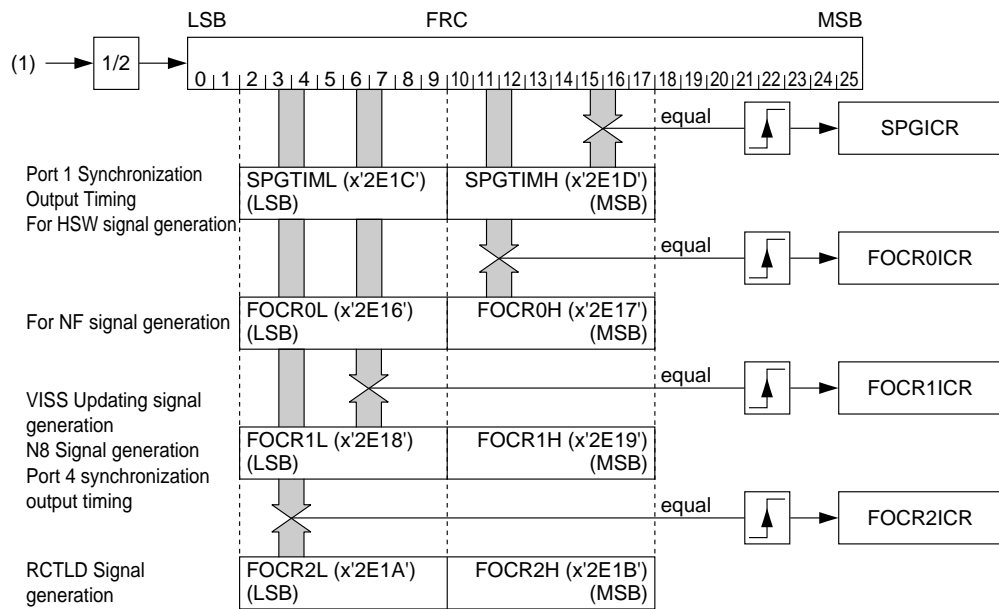 LSB FRC MSB
(1) 1/2
0 1 2 3 4 5 6 7 8 9 10 11 12 13 14 15 16 17 18 19 20 21 22 23 24 25
equal SPGICR
Port 1 Synchronization
Output Timing
For HSW signal generation
SPGTIML (x'2E1C') SPGTIMH (x'2E1D')
(LSB) (MSB)
equal FOCR0ICR
For NF signal generation
FOCR0L (x'2E16') FOCR0H (x'2E17')
(LSB) (MSB)
equal FOCR1ICR
VISS Updating signal
generation
N8 Signal generation
Port 4 synchronization
output timing
FOCR1L (x'2E18') FOCR1H (x'2E19')
(LSB) (MSB)
equal FOCR2ICR
RCTLD Signal
generation
FOCR2L (x'2E1A') FOCR2H (x'2E1B')
(LSB) (MSB)